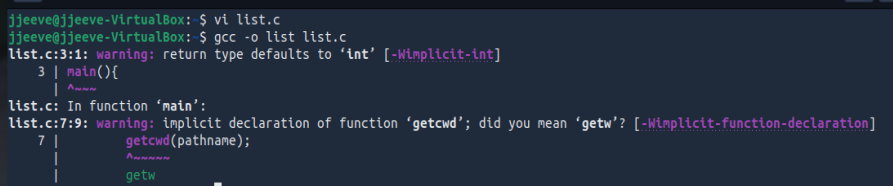 jjeeve@jjeeve-VirtualBox:~$ vi list.c
jjeeve@jjeeve-VirtualBox:~$ gcc -o list list.c
list.c:3:1: warning: return type defaults to ‘int’ [-Wimplicit-int]
    3 | main(){
      | ^~~~
list.c: In function ‘main’:
list.c:7:9: warning: implicit declaration of function ‘getcwd’; did you mean ‘getw’? [-Wimplicit-function-declaration]
    7 |         getcwd(pathname);
      |         ^~~~~~
      |         getw